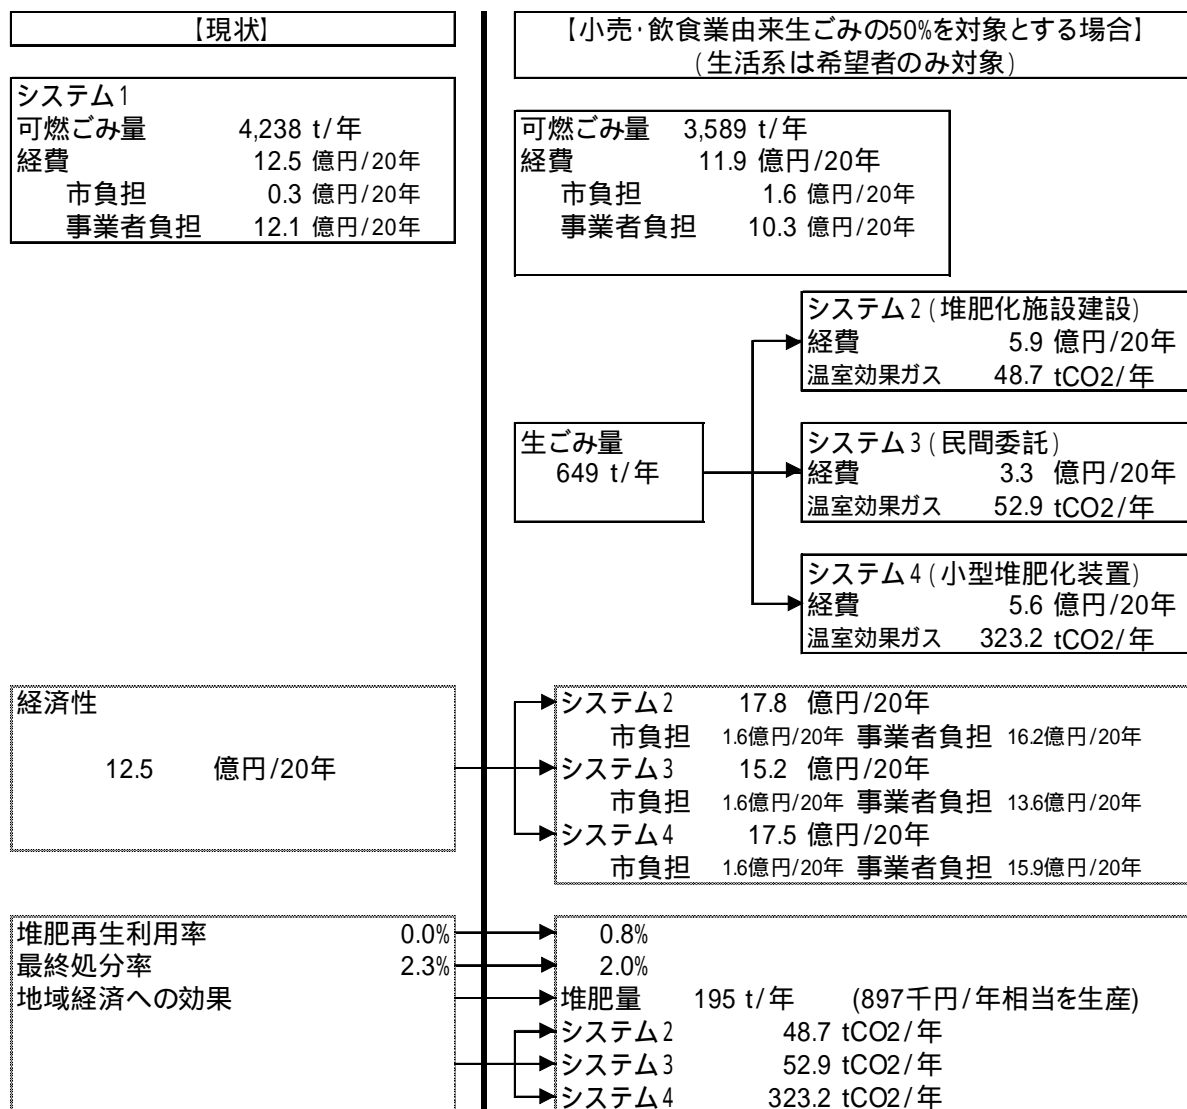 【現状】
システム1
可燃ごみ量 4,238 t/年
経費 12.5 億円/20年
市負担 0.3 億円/20年
事業者負担 12.1 億円/20年
【小売・飲食業由来生ごみの50%を対象とする場合】
(生活系は希望者のみ対象)
可燃ごみ量 3,589 t/年
経費 11.9 億円/20年
市負担 1.6 億円/20年
事業者負担 10.3 億円/20年
システム2(堆肥化施設建設)
経費 5.9 億円/20年
温室効果ガス 48.7 tCO2/年
生ごみ量
649 t/年
システム3(民間委託)
経費 3.3 億円/20年
温室効果ガス 52.9 tCO2/年
システム4(小型堆肥化装置)
経費 5.6 億円/20年
温室効果ガス 323.2 tCO2/年
経済性
12.5 億円/20年
システム2 17.8 億円/20年
市負担 1.6億円/20年 事業者負担 16.2億円/20年
システム3 15.2 億円/20年
市負担 1.6億円/20年 事業者負担 13.6億円/20年
システム4 17.5 億円/20年
市負担 1.6億円/20年 事業者負担 15.9億円/20年
堆肥再生利用率 0.0% 0.8%
最終処分率 2.3% 2.0%
地域経済への効果 堆肥量 195 t/年 (897千円/年相当を生産)
システム2 48.7 tCO2/年
システム3 52.9 tCO2/年
システム4 323.2 tCO2/年